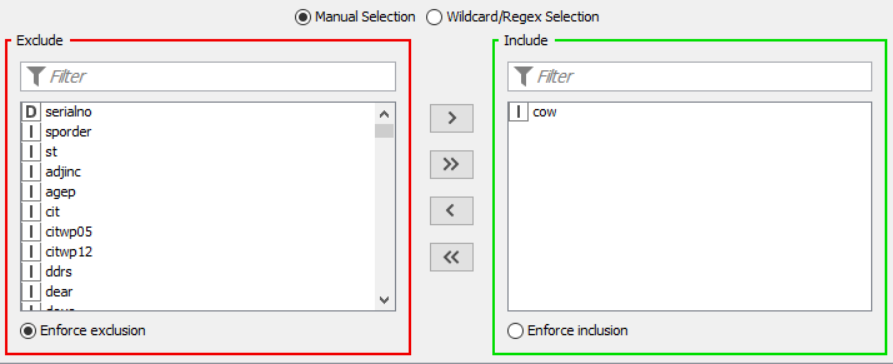 Manual Selection Wildcard/Regex Selection
Exclude
Filter
D serialno
I sporder
I st
I adjinc
I agep
I cit
I citwp05
I citwp12
I ddrs
I dear
Enforce exclusion
>
>>
<
<<
Include
Filter
I cow
Enforce inclusion